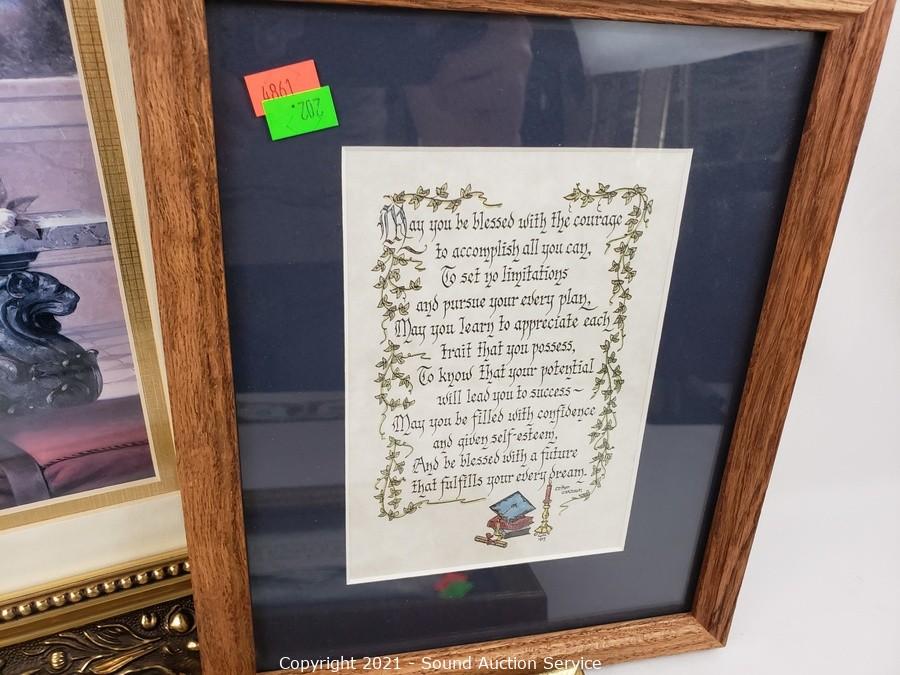 4861
202.
May you be blessed with the courage
to accomplish all you can,
To set no limitations
and pursue your every plan,
May you learn to appreciate each
trait that you possess,
To know that your potential
will lead you to success~
May you be filled with confidence
and given self-esteem,
And be blessed with a future
that fulfills your every dream.
Copyright 2021 - Sound Auction Service